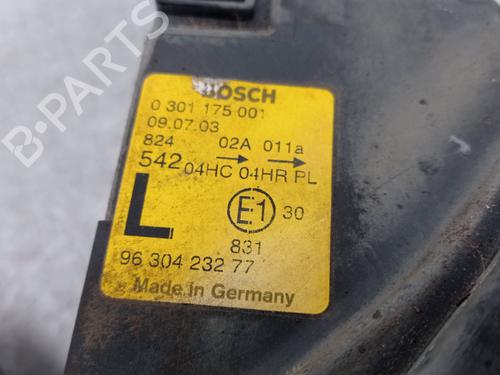 BOSCH
0 301 175 001
09.07.03
824 02A 011a
542 04HC 04HR PL
L E1 30
831
96 304 232 77
Made in Germany
B-PARTS